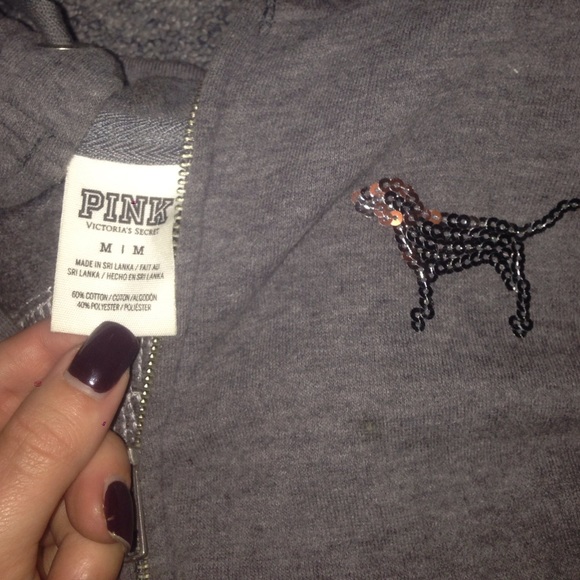 PINK
VICTORIA'S SECRET
M | M
MADE IN SRI LANKA / FAIT AU
SRI LANKA / HECHO EN SRI LANKA
60% COTTON / COTON / ALGODÓN
40% POLYESTER / POLIÉSTER